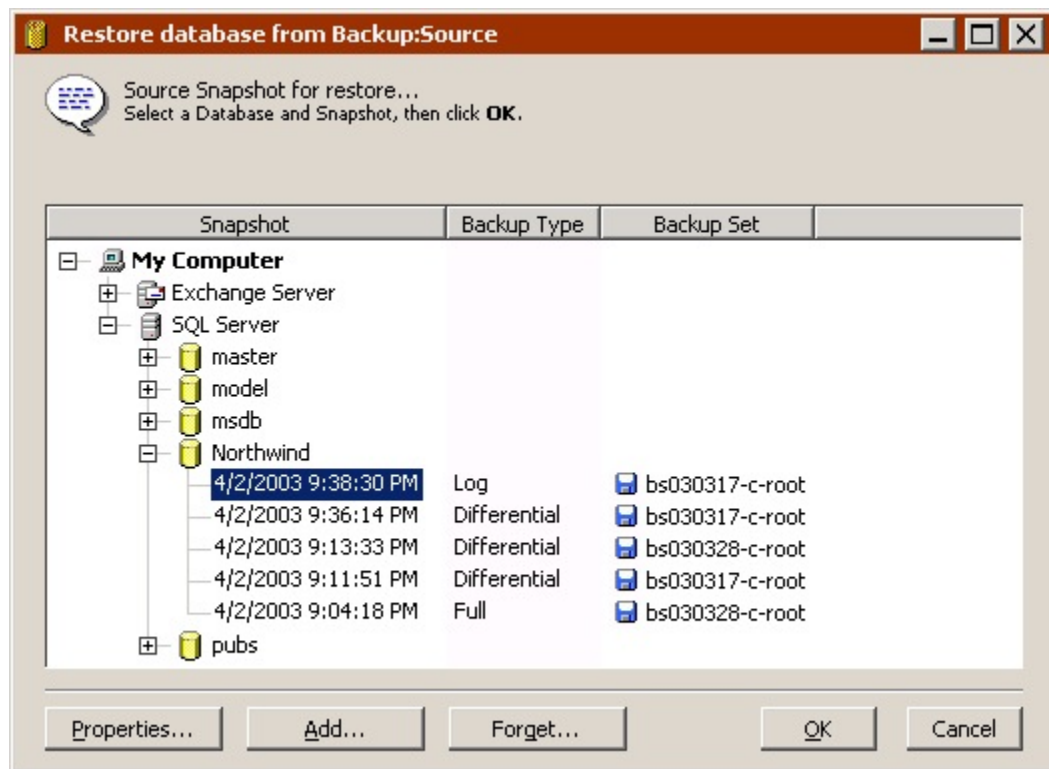 Restore database from Backup:Source
Source Snapshot for restore...
Select a Database and Snapshot, then click OK.
Snapshot Backup Type Backup Set
My Computer
Exchange Server
SQL Server
master
model
msdb
Northwind
4/2/2003 9:38:30 PM Log bs030317-c-root
4/2/2003 9:36:14 PM Differential bs030317-c-root
4/2/2003 9:13:33 PM Differential bs030328-c-root
4/2/2003 9:11:51 PM Differential bs030317-c-root
4/2/2003 9:04:18 PM Full bs030328-c-root
pubs
Properties... Add... Forget... OK Cancel